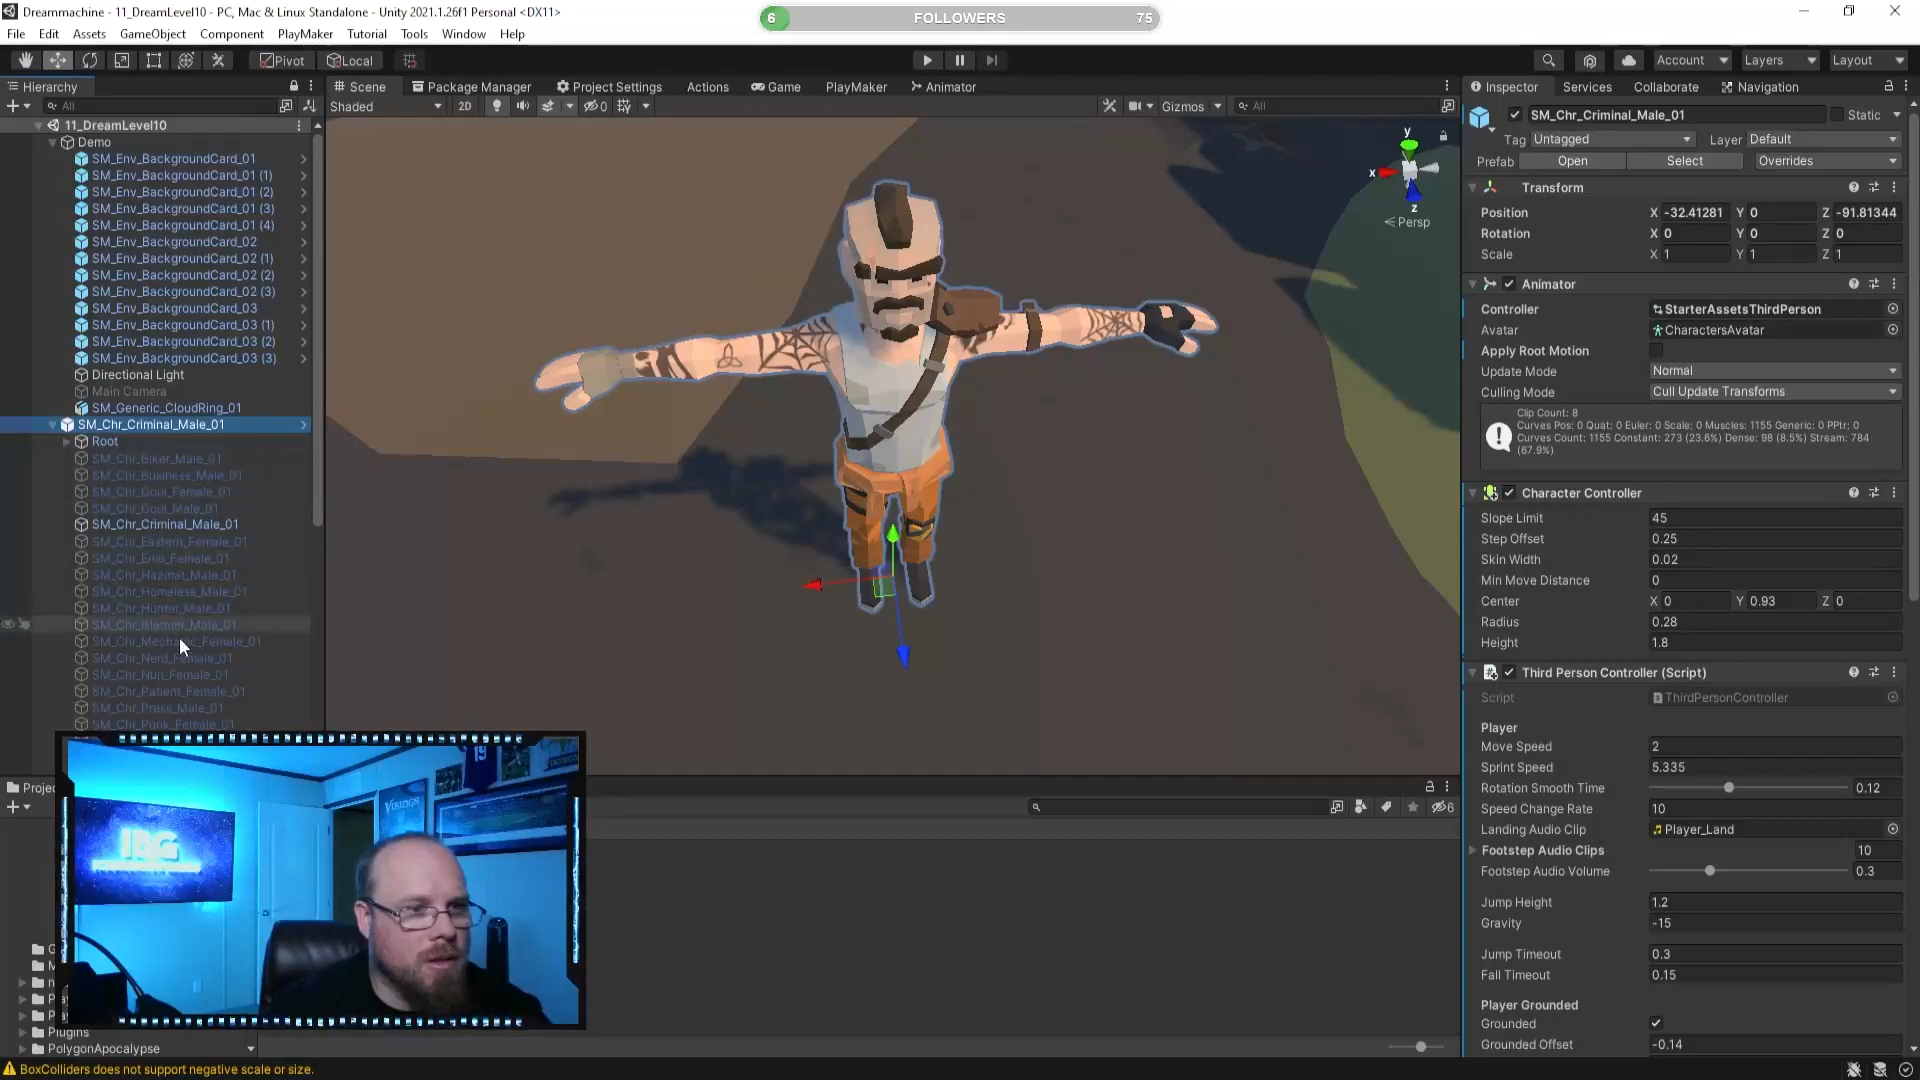 Dreammachine - 11_DreamLevel10 - PC, Mac & Linux Standalone - Unity 2021.1.26f1 Personal <DX11>
6 FOLLOWERS 75
File Edit Assets GameObject Component PlayMaker Tutorial Tools Window Help
Pivot Local
Account Layers Layout
Hierarchy
All
11_DreamLevel10
Demo
SM_Env_BackgroundCard_01
SM_Env_BackgroundCard_01 (1)
SM_Env_BackgroundCard_01 (2)
SM_Env_BackgroundCard_01 (3)
SM_Env_BackgroundCard_01 (4)
SM_Env_BackgroundCard_02
SM_Env_BackgroundCard_02 (1)
SM_Env_BackgroundCard_02 (2)
SM_Env_BackgroundCard_02 (3)
SM_Env_BackgroundCard_03
SM_Env_BackgroundCard_03 (1)
SM_Env_BackgroundCard_03 (2)
SM_Env_BackgroundCard_03 (3)
Directional Light
Main Camera
SM_Generic_CloudRing_01
SM_Chr_Criminal_Male_01
Root
SM_Chr_Biker_Male_01
SM_Chr_Business_Male_01
SM_Chr_Cool_Female_01
SM_Chr_Cool_Male_01
SM_Chr_Criminal_Male_01
SM_Chr_Eastern_Female_01
SM_Chr_Emo_Female_01
SM_Chr_Hazmat_Male_01
SM_Chr_Homeless_Male_01
SM_Chr_Hunter_Male_01
SM_Chr_Islander_Male_01
SM_Chr_Mechanic_Female_01
SM_Chr_Nerd_Female_01
SM_Chr_Nun_Female_01
SM_Chr_Patient_Female_01
SM_Chr_Press_Male_01
SM_Chr_Punk_Female_01
Scene Package Manager Project Settings Actions Game PlayMaker Animator
Shaded 2D 0 Gizmos All
y
x
z
Persp
Inspector Services Collaborate Navigation
SM_Chr_Criminal_Male_01 Static
Tag Untagged Layer Default
Prefab Open Select Overrides
Transform
Position X -32.41281 Y 0 Z -91.81344
Rotation X 0 Y 0 Z 0
Scale X 1 Y 1 Z 1
Animator
Controller StarterAssetsThirdPerson
Avatar CharactersAvatar
Apply Root Motion
Update Mode Normal
Culling Mode Cull Update Transforms
Clip Count: 8
Curves Pos: 0 Quat: 0 Euler: 0 Scale: 0 Muscles: 1155 Generic: 0 PPtr: 0
Curves Count: 1155 Constant: 273 (23.6%) Dense: 98 (8.5%) Stream: 784
(67.9%)
Character Controller
Slope Limit 45
Step Offset 0.25
Skin Width 0.02
Min Move Distance 0
Center X 0 Y 0.93 Z 0
Radius 0.28
Height 1.8
Third Person Controller (Script)
Script ThirdPersonController
Player
Move Speed 2
Sprint Speed 5.335
Rotation Smooth Time 0.12
Speed Change Rate 10
Landing Audio Clip Player_Land
Footstep Audio Clips 10
Footstep Audio Volume 0.3
Jump Height 1.2
Gravity -15
Jump Timeout 0.3
Fall Timeout 0.15
Player Grounded
Grounded
Grounded Offset -0.14
Projec
6
19
VIKINGS
IRG
Plugins
PolygonApocalypse
BoxColliders does not support negative scale or size.